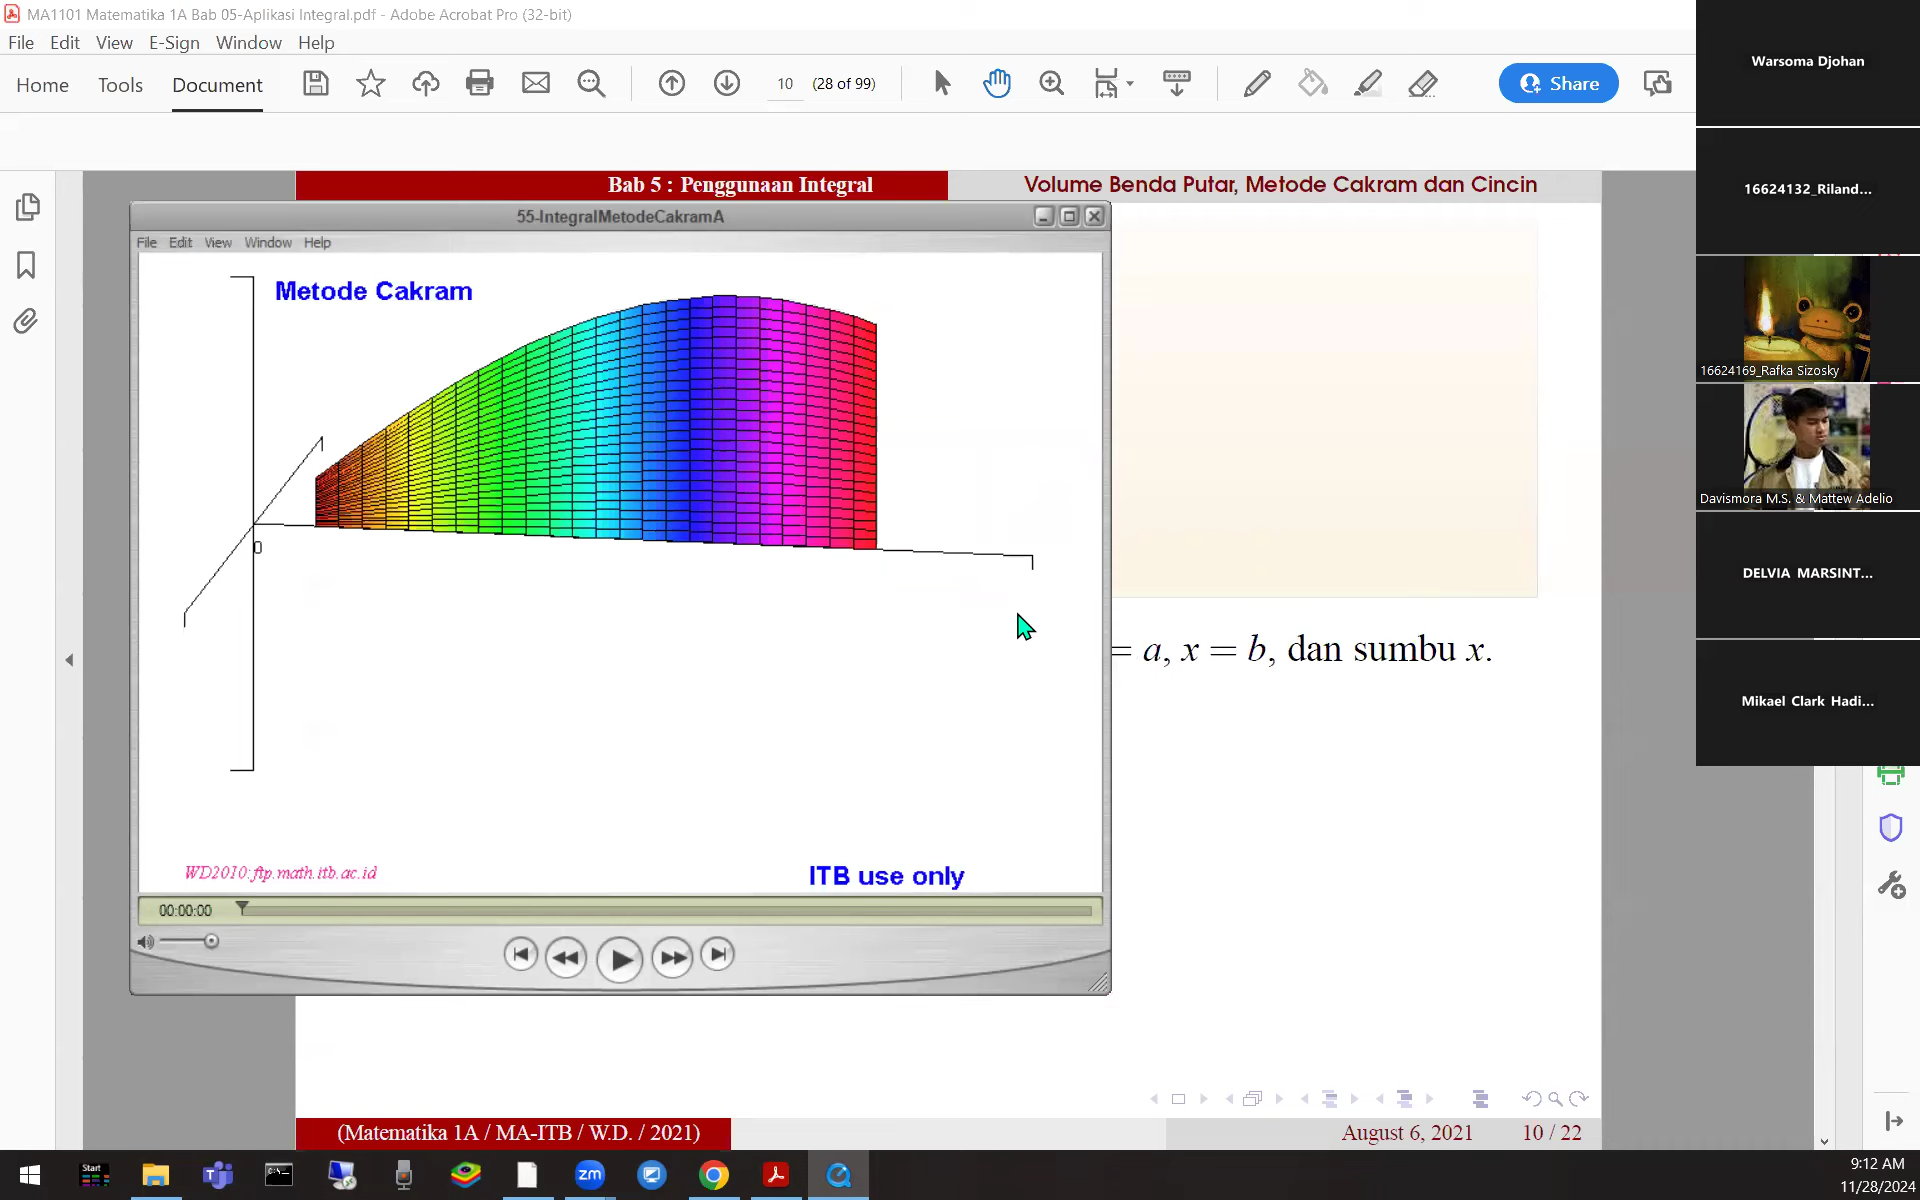 MA1101 Matematika 1A Bab 05-Aplikasi Integral.pdf - Adobe Acrobat Pro (32-bit)
File Edit View E-Sign Window Help
Home Tools Document 10 (28 of 99) Share
Bab 5 : Penggunaan Integral Volume Benda Putar, Metode Cakram dan Cincin
55-IntegralMetodeCakramA
File Edit View Window Help
Metode Cakram
0
= a, x = b, dan sumbu x.
WD2010:ftp.math.itb.ac.id
ITB use only
00:00:00
(Matematika 1A / MA-ITB / W.D. / 2021) August 6, 2021 10 / 22
Warsoma Djohan
16624132_Riland...
16624169_Rafka Sizosky
Davismora M.S. & Mattew Adelio
DELVIA MARSINT...
Mikael Clark Hadi...
Start
zm
9:12 AM
11/28/2024